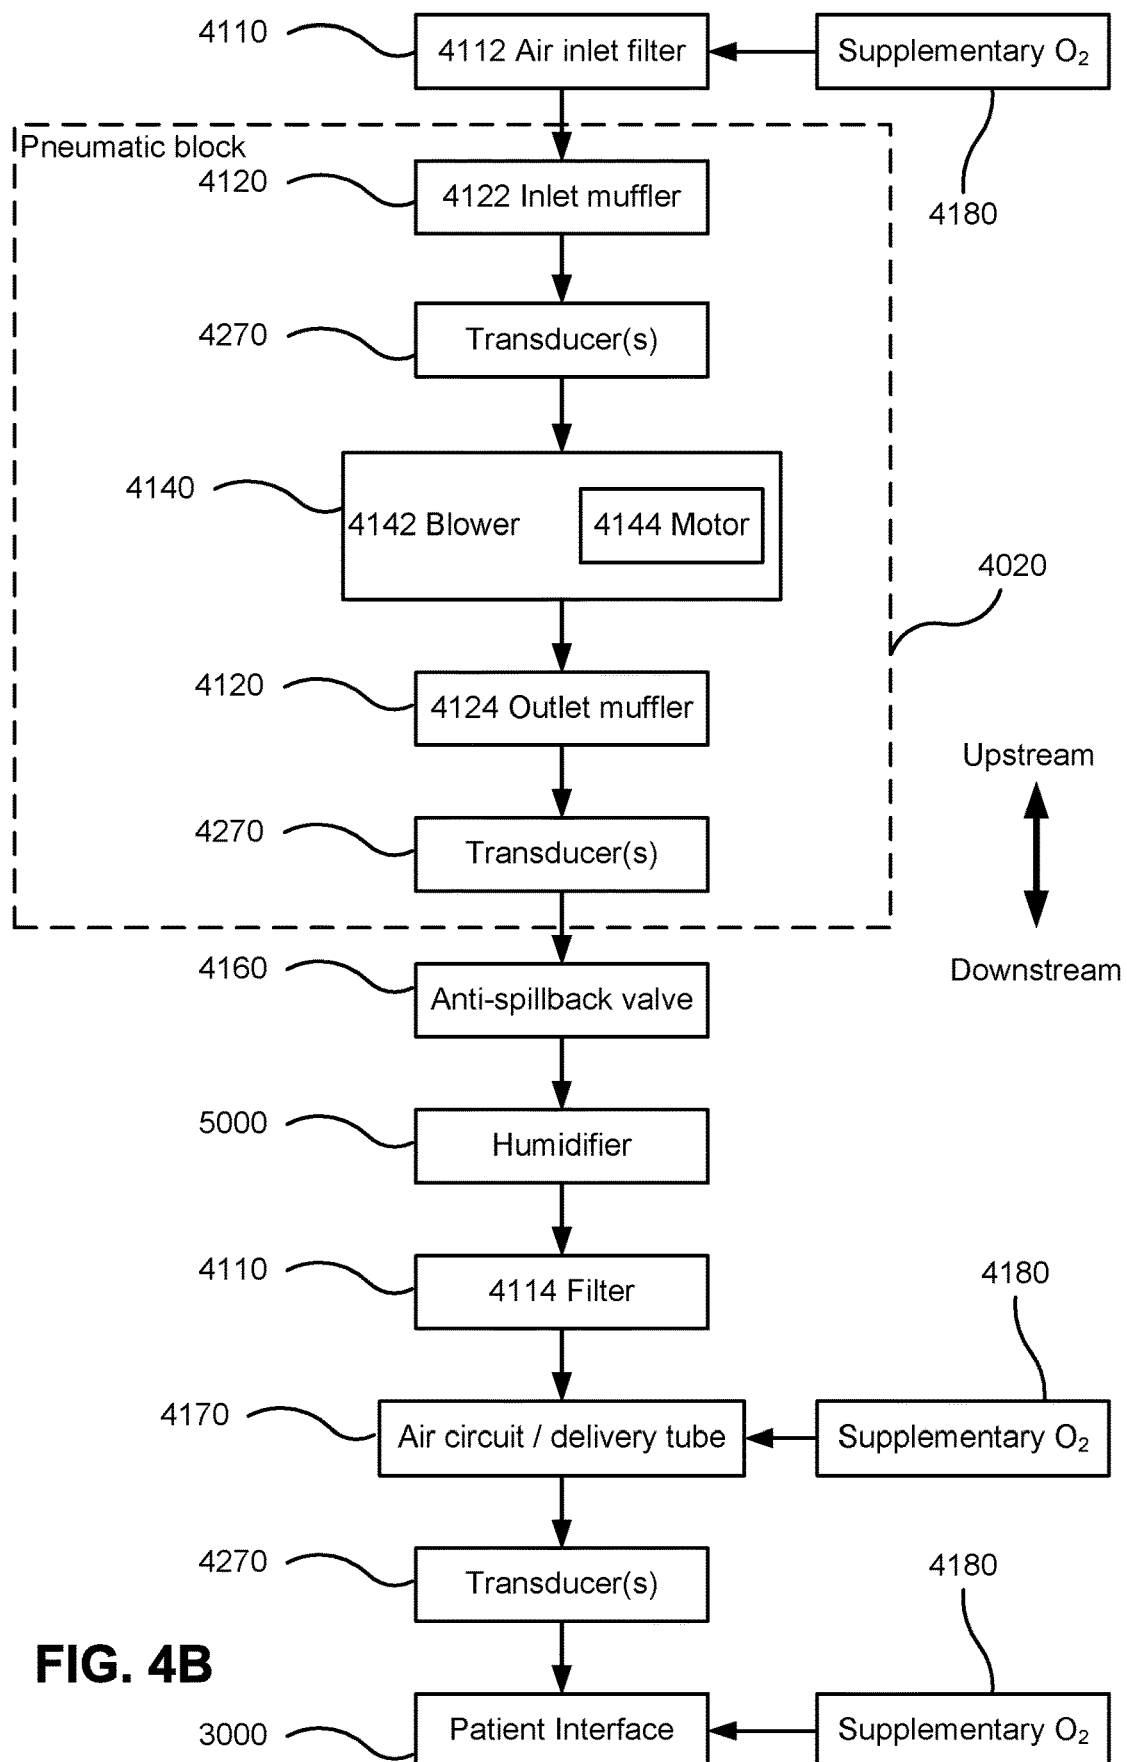 4110
4112 Air inlet filter
Supplementary O₂
Pneumatic block
4120
4122 Inlet muffler
4180
4270
Transducer(s)
4140
4142 Blower
4144 Motor
4020
4120
4124 Outlet muffler
Upstream
4270
Transducer(s)
4160
Anti-spillback valve
Downstream
5000
Humidifier
4110
4114 Filter
4180
4170
Air circuit / delivery tube
Supplementary O₂
4270
Transducer(s)
4180
FIG. 4B
3000
Patient Interface
Supplementary O₂